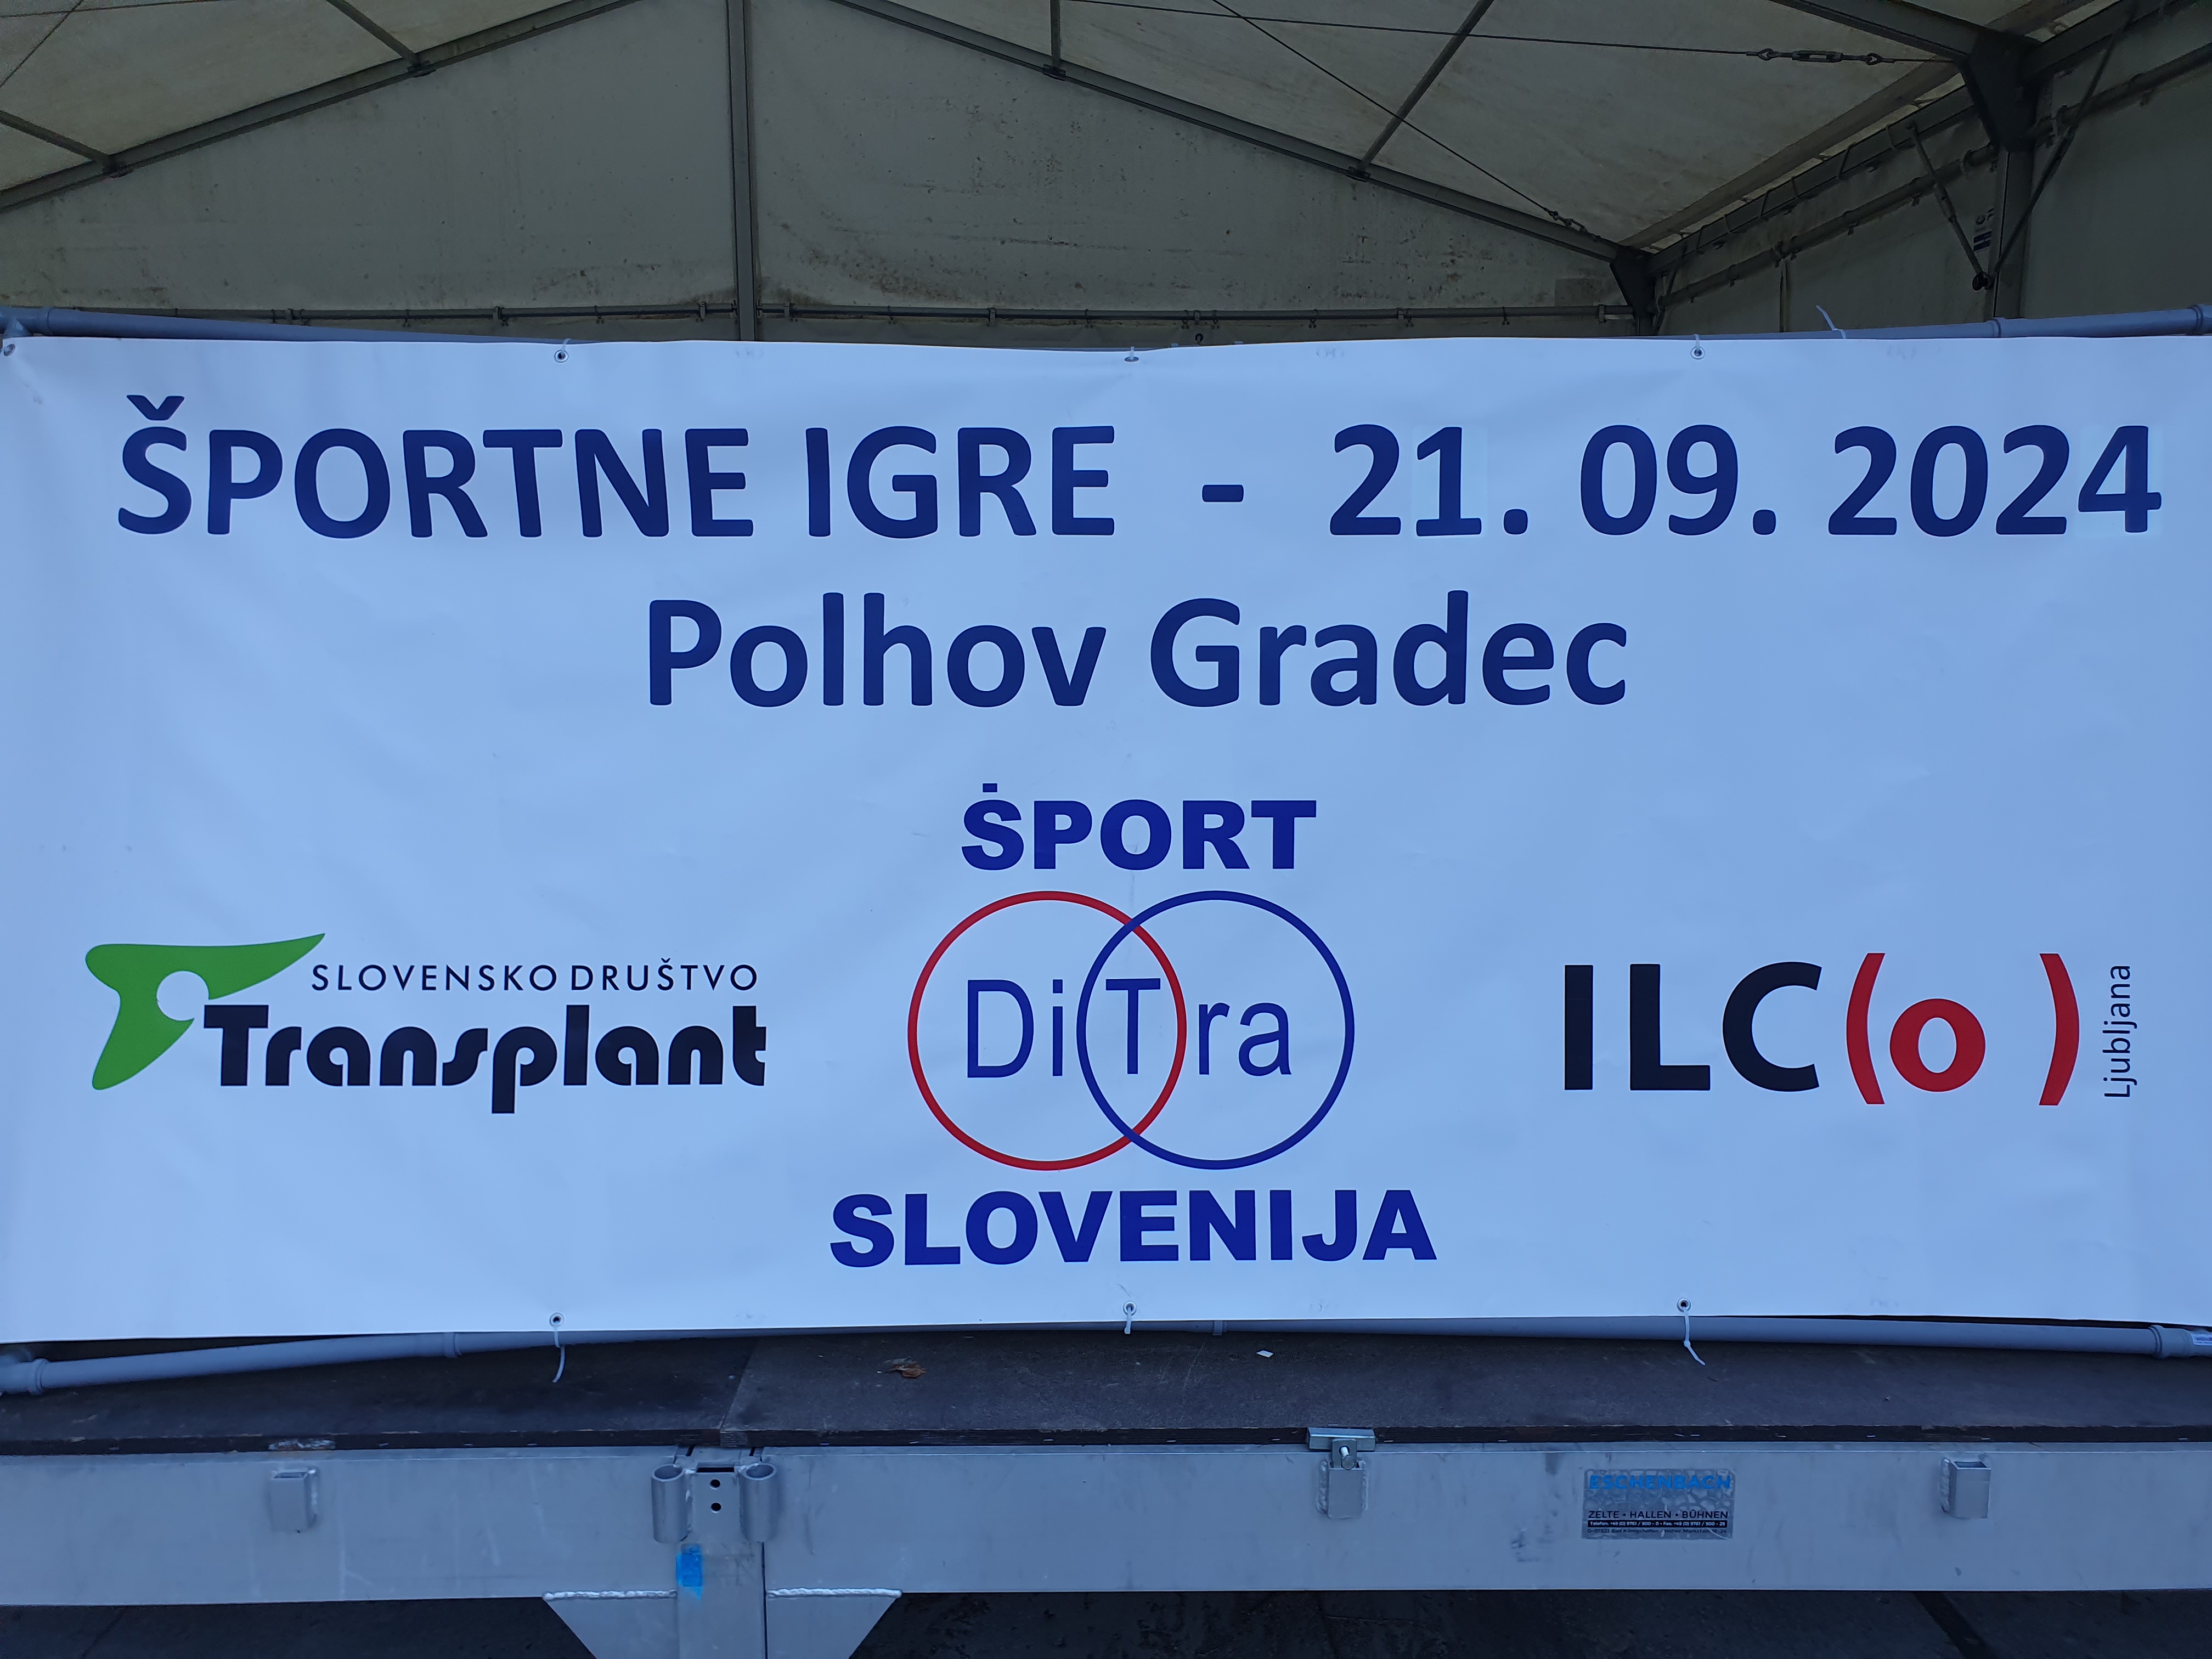 ŠPORTNE IGRE - 21. 09. 2024
Polhov Gradec
ŠPORT
SLOVENSKO DRUŠTVO
Transplant
DiTra
ILC(o )
Ljubljana
SLOVENIJA
ESCHENBACH
ZELTE • HALLEN • BÜHNEN